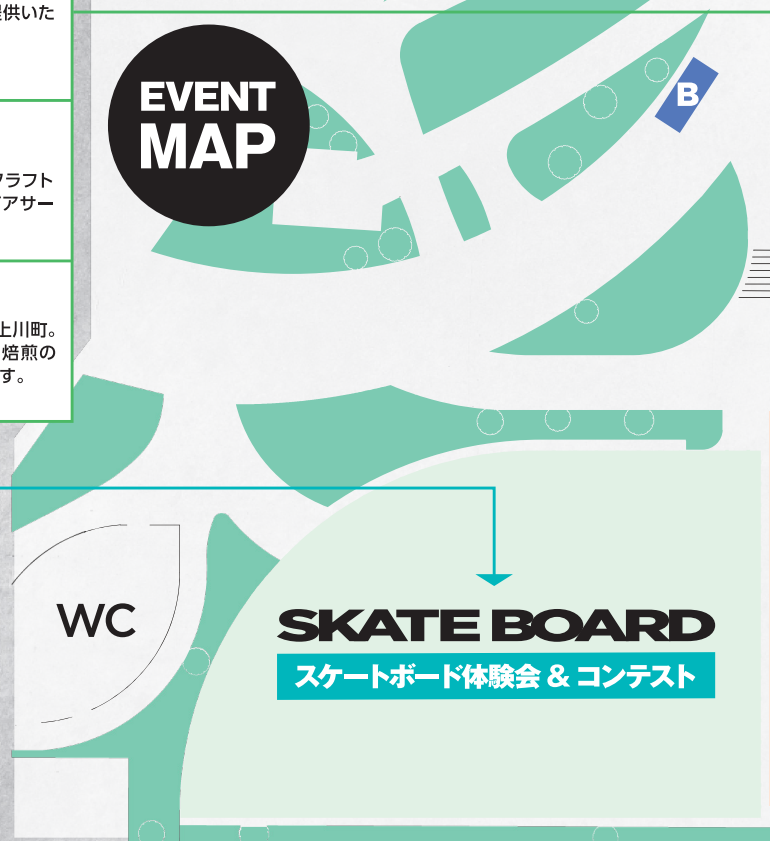 提供いた
クラフト
アサー
上川町。
焙煎の
す。
EVENT
MAP
B
WC
SKATE BOARD
スケートボード体験会 & コンテスト